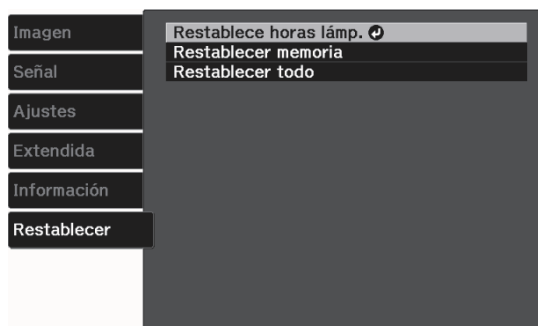 Imagen
Señal
Ajustes
Extendida
Información
Restablecer
Restablece horas lámp.
Restablecer memoria
Restablecer todo